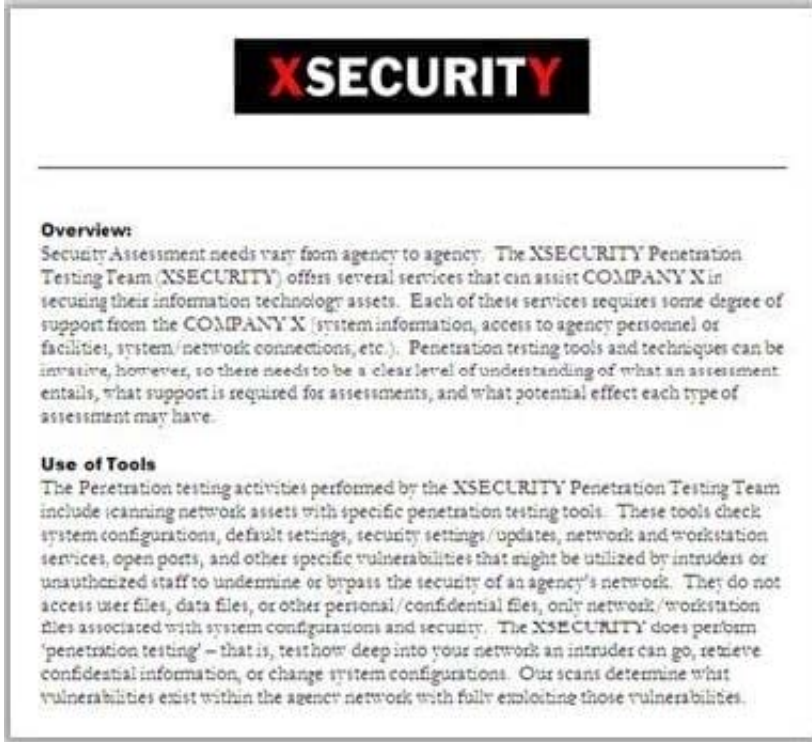 XSECURITY
Overview:
Security Assessment needs vary from agency to agency. The XSECURITY Penetration
Testing Team (XSECURITY) offers several services that can assist COMPANY X in
securing their information technology assets. Each of these services requires some degree of
support from the COMPANY X (system information, access to agency personnel or
facilities, system/network connections, etc.). Penetration testing tools and techniques can be
invasive, however, so there needs to be a clear level of understanding of what an assessment
entails, what support is required for assessments, and what potential effect each type of
assessment may have.
Use of Tools
The Penetration testing activities performed by the XSECURITY Penetration Testing Team
include scanning network assets with specific penetration testing tools. These tools check
system configurations, default settings, security settings/updates, network and workstation
services, open ports, and other specific vulnerabilities that might be utilized by intruders or
unauthorized staff to undermine or bypass the security of an agency's network. They do not
access user files, data files, or other personal/confidential files, only network/workstation
files associated with system configurations and security. The XSECURITY does perform
'penetration testing' – that is, test how deep into your network an intruder can go, retrieve
confidential information, or change system configurations. Our scans determine what
vulnerabilities exist within the agency network with fully exploiting those vulnerabilities.